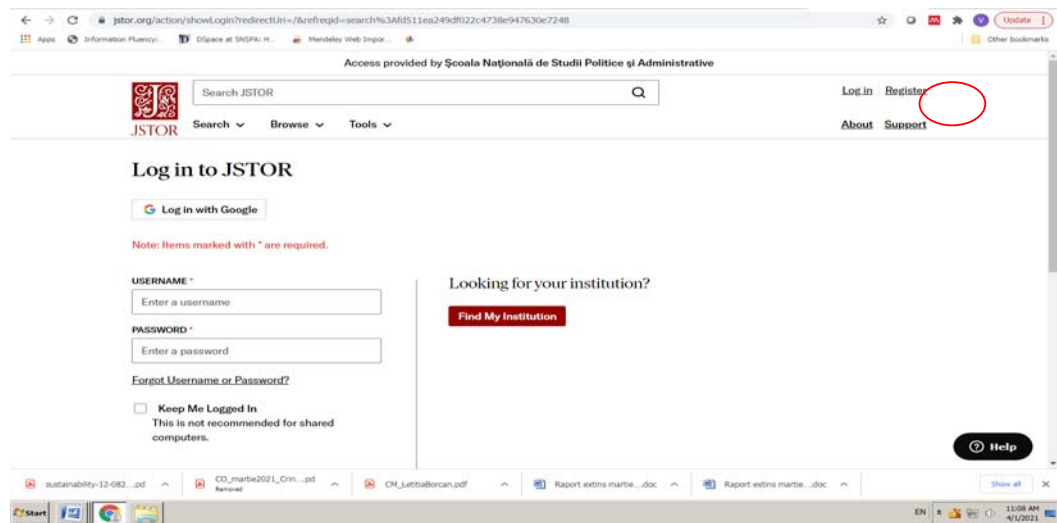 jstor.org/action/showLogin?redirectUri=/&refreqid=search%3Afd511ea249df022c4738e947630e7248
Update
Apps Information Fluency:... DSpace at SNSPA: H... Mendeley Web Impor... Other bookmarks
Access provided by Şcoala Naţională de Studii Politice şi Administrative
Search JSTOR
Log in Register
JSTOR
Search Browse Tools
About Support
Log in to JSTOR
G Log in with Google
Note: Items marked with * are required.
USERNAME *
Enter a username
PASSWORD *
Enter a password
Forgot Username or Password?
Keep Me Logged In
This is not recommended for shared
computers.
Looking for your institution?
Find My Institution
Help
sustainability-12-082....pd CO_martie2021_Crin....pd CM_LetitiaBorcan.pdf Raport extins martie....doc Raport extins martie....doc Show all
Removed
Start EN 11:08 AM
4/1/2021